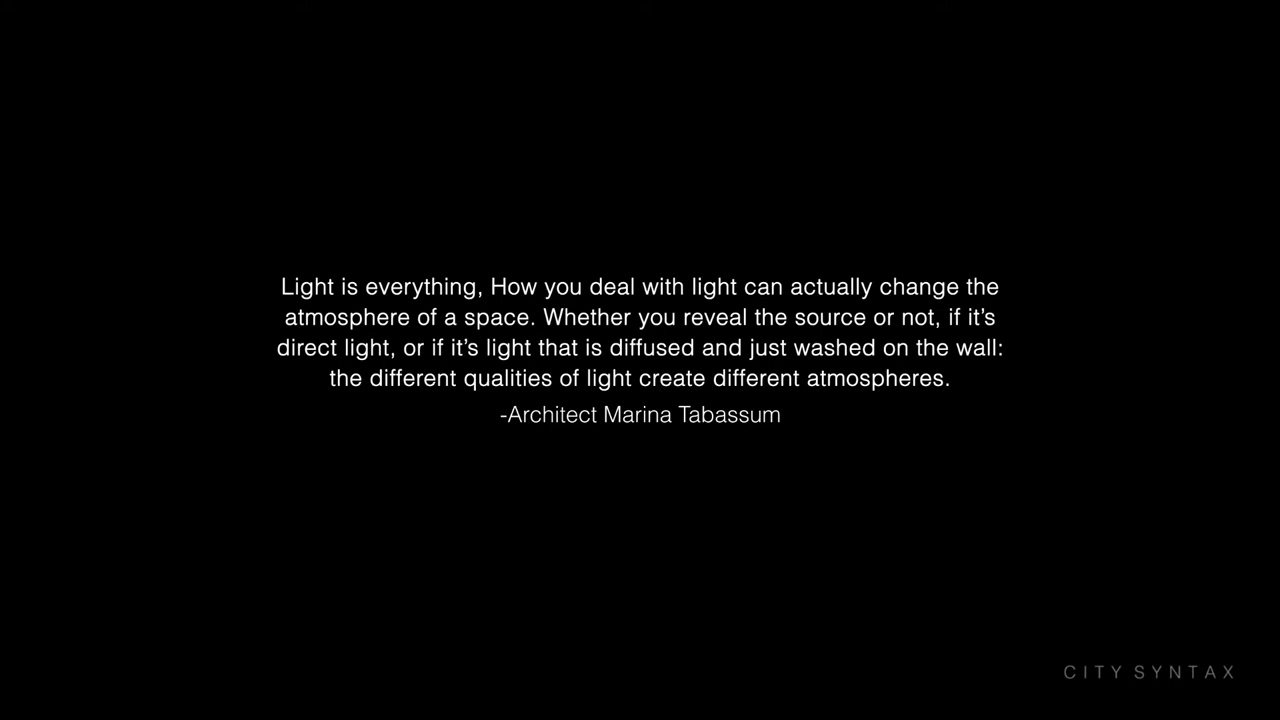 Light is everything, How you deal with light can actually change the
atmosphere of a space. Whether you reveal the source or not, if it’s
direct light, or if it’s light that is diffused and just washed on the wall:
the different qualities of light create different atmospheres.
-Architect Marina Tabassum
CITY SYNTAX